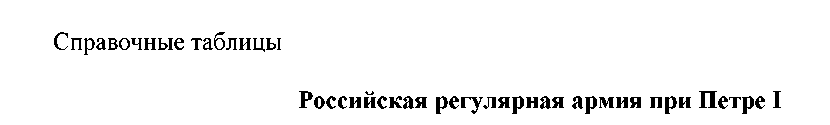 Справочные таблицы
Российская регулярная армия при Петре I